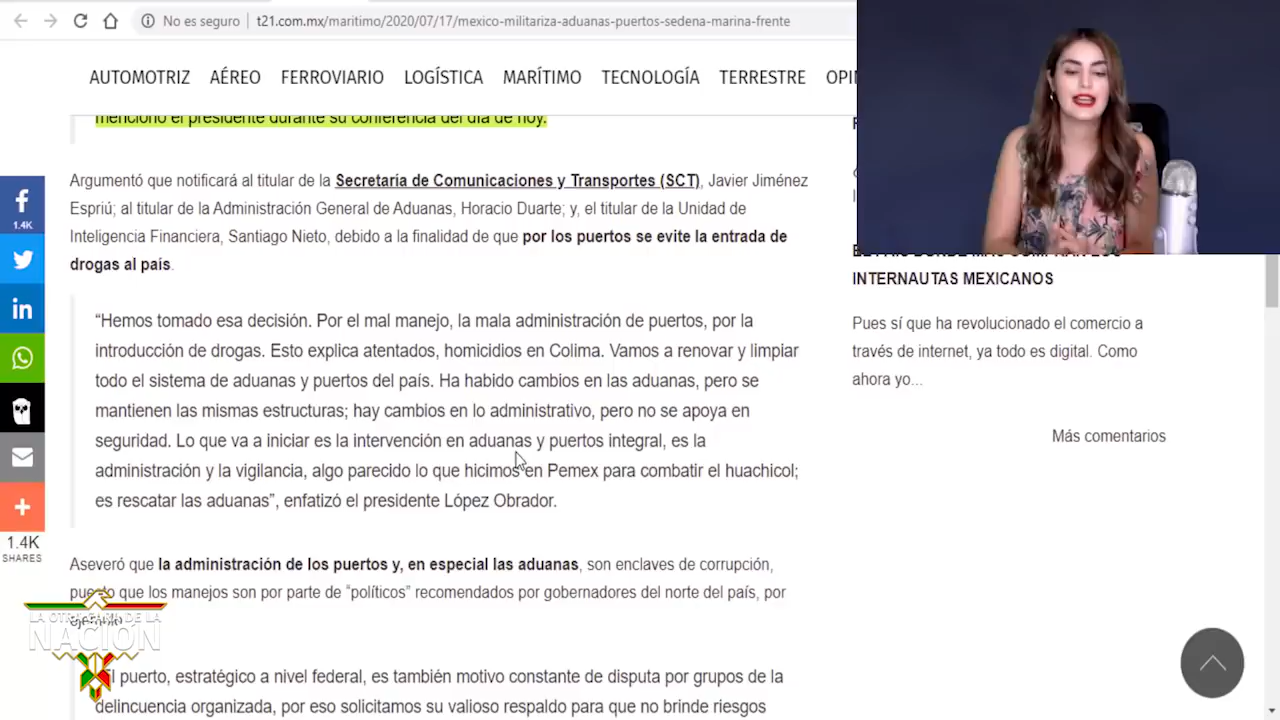 No es seguro
t21.com.mx/maritimo/2020/07/17/mexico-militariza-aduanas-puertos-sedena-marina-frente
AUTOMOTRIZ AÉREO FERROVIARIO LOGÍSTICA MARÍTIMO TECNOLOGÍA TERRESTRE OPI
mencionó el presidente durante su conferencia del día de hoy.
Argumentó que notificará al titular de la Secretaría de Comunicaciones y Transportes (SCT), Javier Jiménez
Espriú; al titular de la Administración General de Aduanas, Horacio Duarte; y, el titular de la Unidad de
Inteligencia Financiera, Santiago Nieto, debido a la finalidad de que por los puertos se evite la entrada de
drogas al país.
“Hemos tomado esa decisión. Por el mal manejo, la mala administración de puertos, por la
introducción de drogas. Esto explica atentados, homicidios en Colima. Vamos a renovar y limpiar
todo el sistema de aduanas y puertos del país. Ha habido cambios en las aduanas, pero se
mantienen las mismas estructuras; hay cambios en lo administrativo, pero no se apoya en
seguridad. Lo que va a iniciar es la intervención en aduanas y puertos integral, es la
administración y la vigilancia, algo parecido lo que hicimos en Pemex para combatir el huachicol;
es rescatar las aduanas”, enfatizó el presidente López Obrador.
Aseveró que la administración de los puertos y, en especial las aduanas, son enclaves de corrupción,
puesto que los manejos son por parte de “políticos” recomendados por gobernadores del norte del país, por
ejemplo
El puerto, estratégico a nivel federal, es también motivo constante de disputa por grupos de la
delincuencia organizada, por eso solicitamos su valioso respaldo para que no brinde riesgos
INTERNAUTAS MEXICANOS
Pues sí que ha revolucionado el comercio a
través de internet, ya todo es digital. Como
ahora yo...
Más comentarios
1.4K
1.4K
SHARES
LA OTRA CARA DE LA
NACIÓN